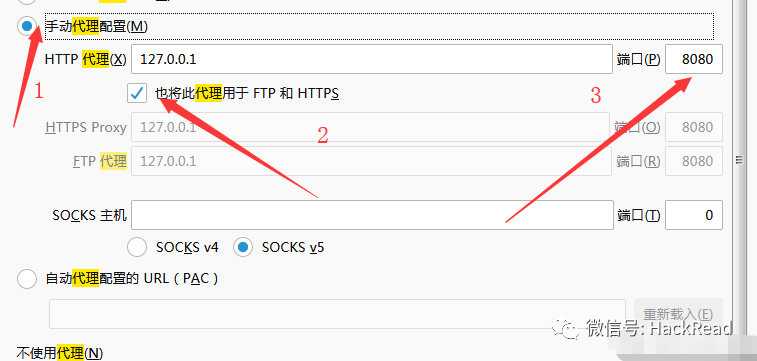 手动代理配置(M)
HTTP 代理(X) 127.0.0.1 端口(P) 8080
1
也将此代理用于 FTP 和 HTTPS
3
HTTPS Proxy 127.0.0.1 端口(O) 8080
2
FTP 代理 127.0.0.1 端口(R) 8080
SOCKS 主机 端口(T) 0
SOCKS v4 SOCKS v5
自动代理配置的 URL（PAC）
重新载入(E)
微信号: HackRead
不使用代理(N)